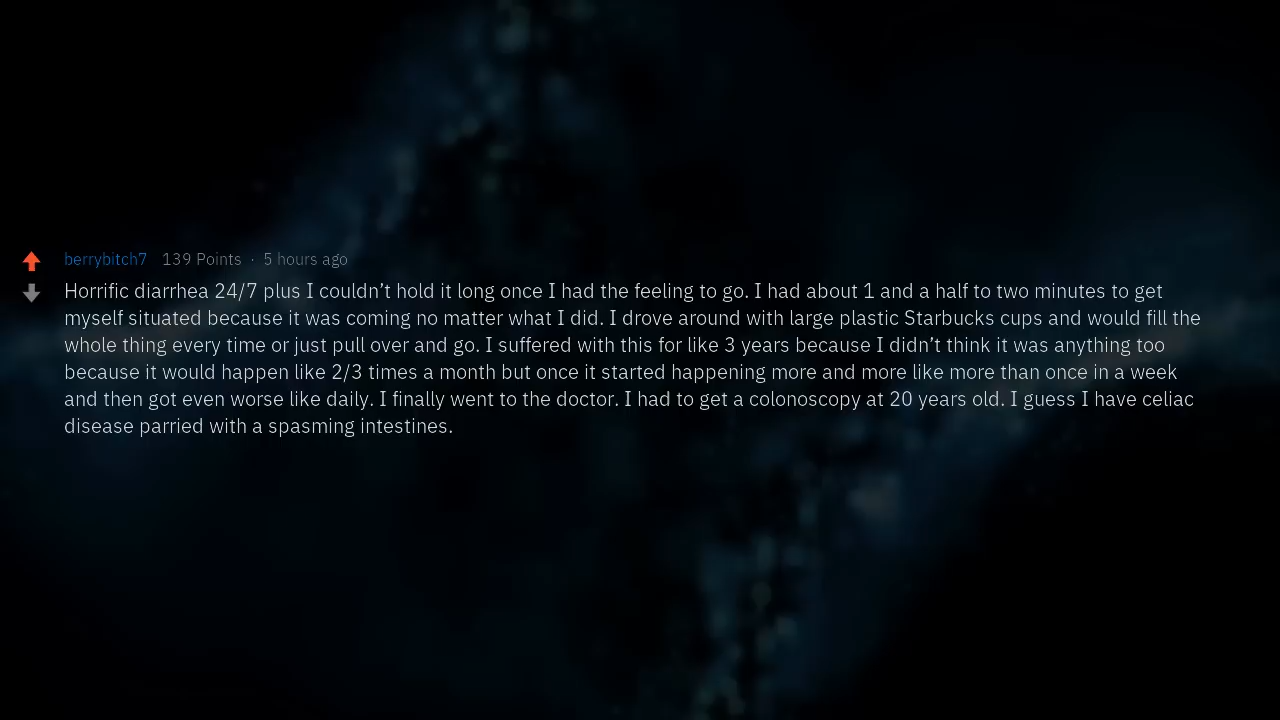 berrybitch7 139 Points · 5 hours ago
Horrific diarrhea 24/7 plus I couldn’t hold it long once I had the feeling to go. I had about 1 and a half to two minutes to get
myself situated because it was coming no matter what I did. I drove around with large plastic Starbucks cups and would fill the
whole thing every time or just pull over and go. I suffered with this for like 3 years because I didn’t think it was anything too
because it would happen like 2/3 times a month but once it started happening more and more like more than once in a week
and then got even worse like daily. I finally went to the doctor. I had to get a colonoscopy at 20 years old. I guess I have celiac
disease parried with a spasming intestines.